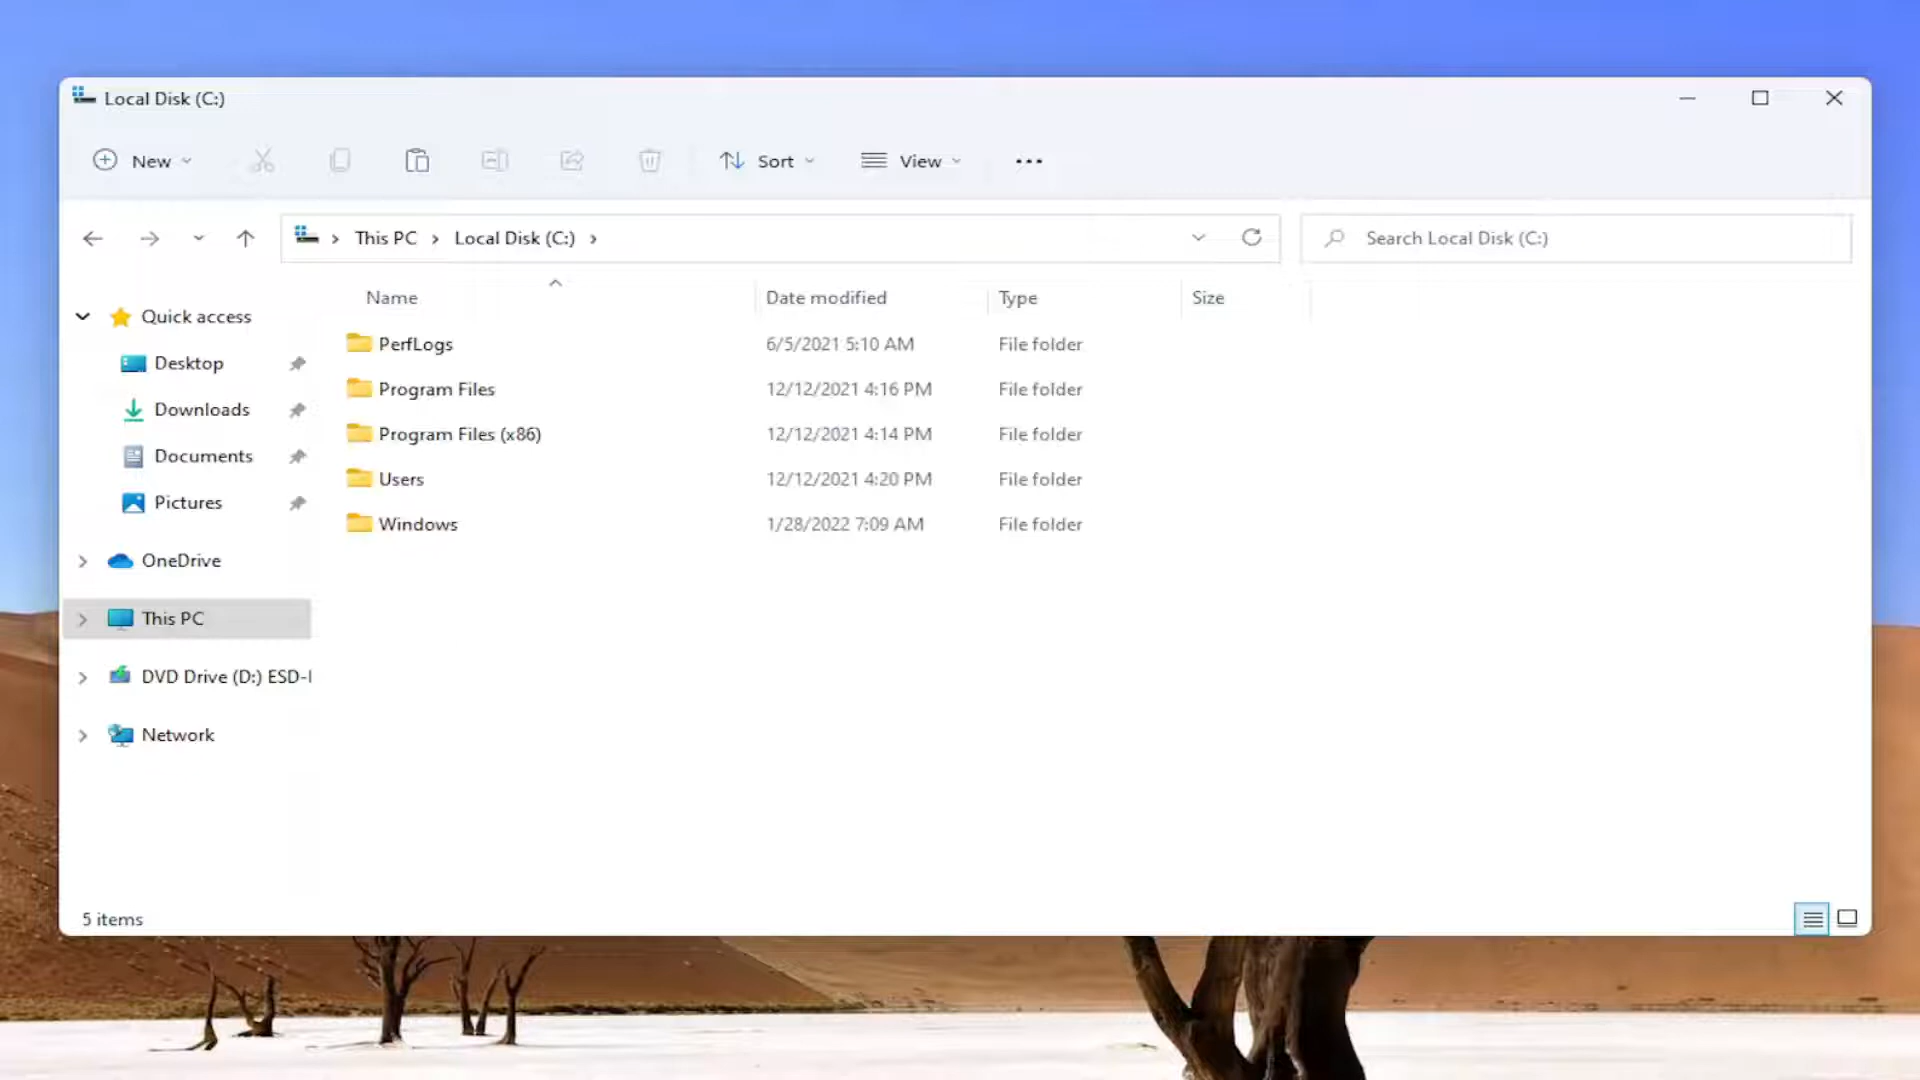 Local Disk (C:)
New
Sort
View
This PC
Local Disk (C:)
Search Local Disk (C:)
Name Date modified Type Size
Quick access
Desktop
Downloads
Documents
Pictures
OneDrive
This PC
DVD Drive (D:) ESD-I
Network
PerfLogs 6/5/2021 5:10 AM File folder
Program Files 12/12/2021 4:16 PM File folder
Program Files (x86) 12/12/2021 4:14 PM File folder
Users 12/12/2021 4:20 PM File folder
Windows 1/28/2022 7:09 AM File folder
5 items